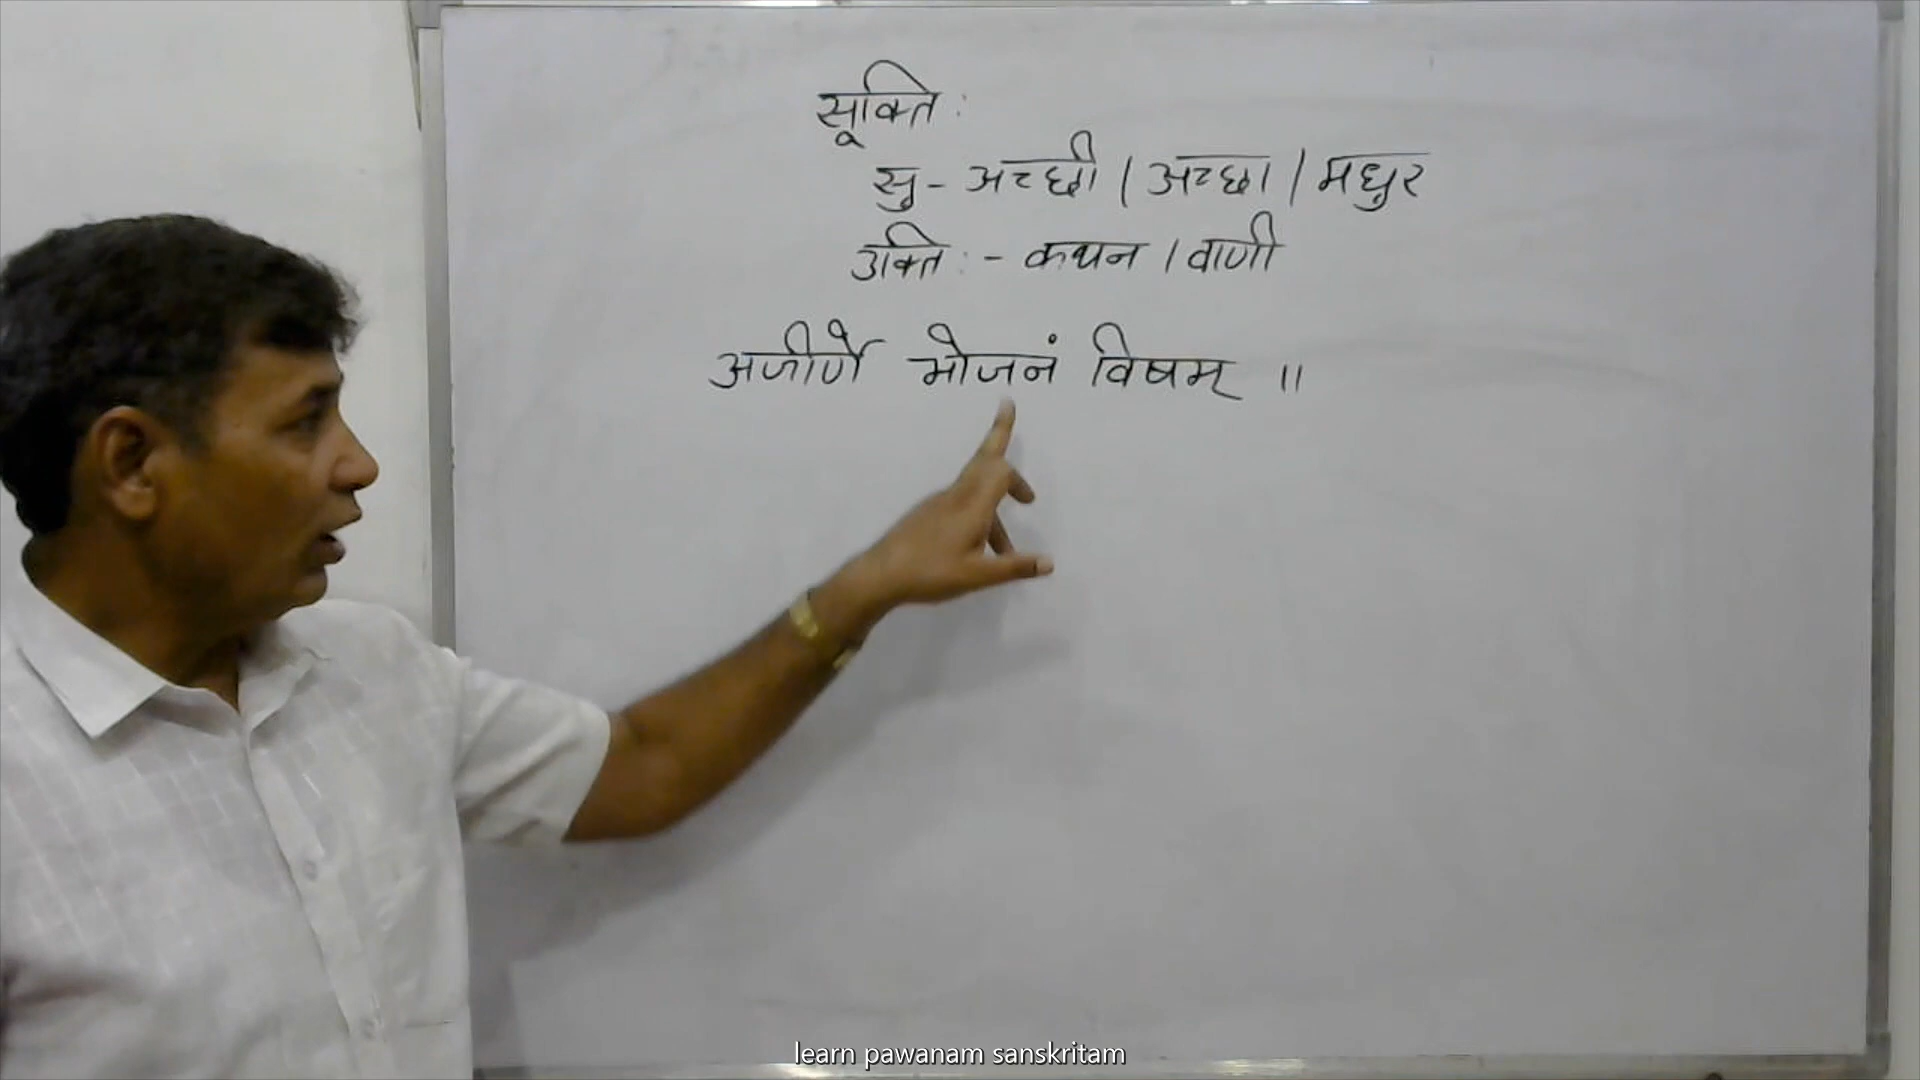 सूक्ति:
सु - अच्छी / अच्छा / मधुर
उक्ति: - कथन / वाणी
अजीर्णे भोजनं विषम् ॥
learn pawanam sanskritam